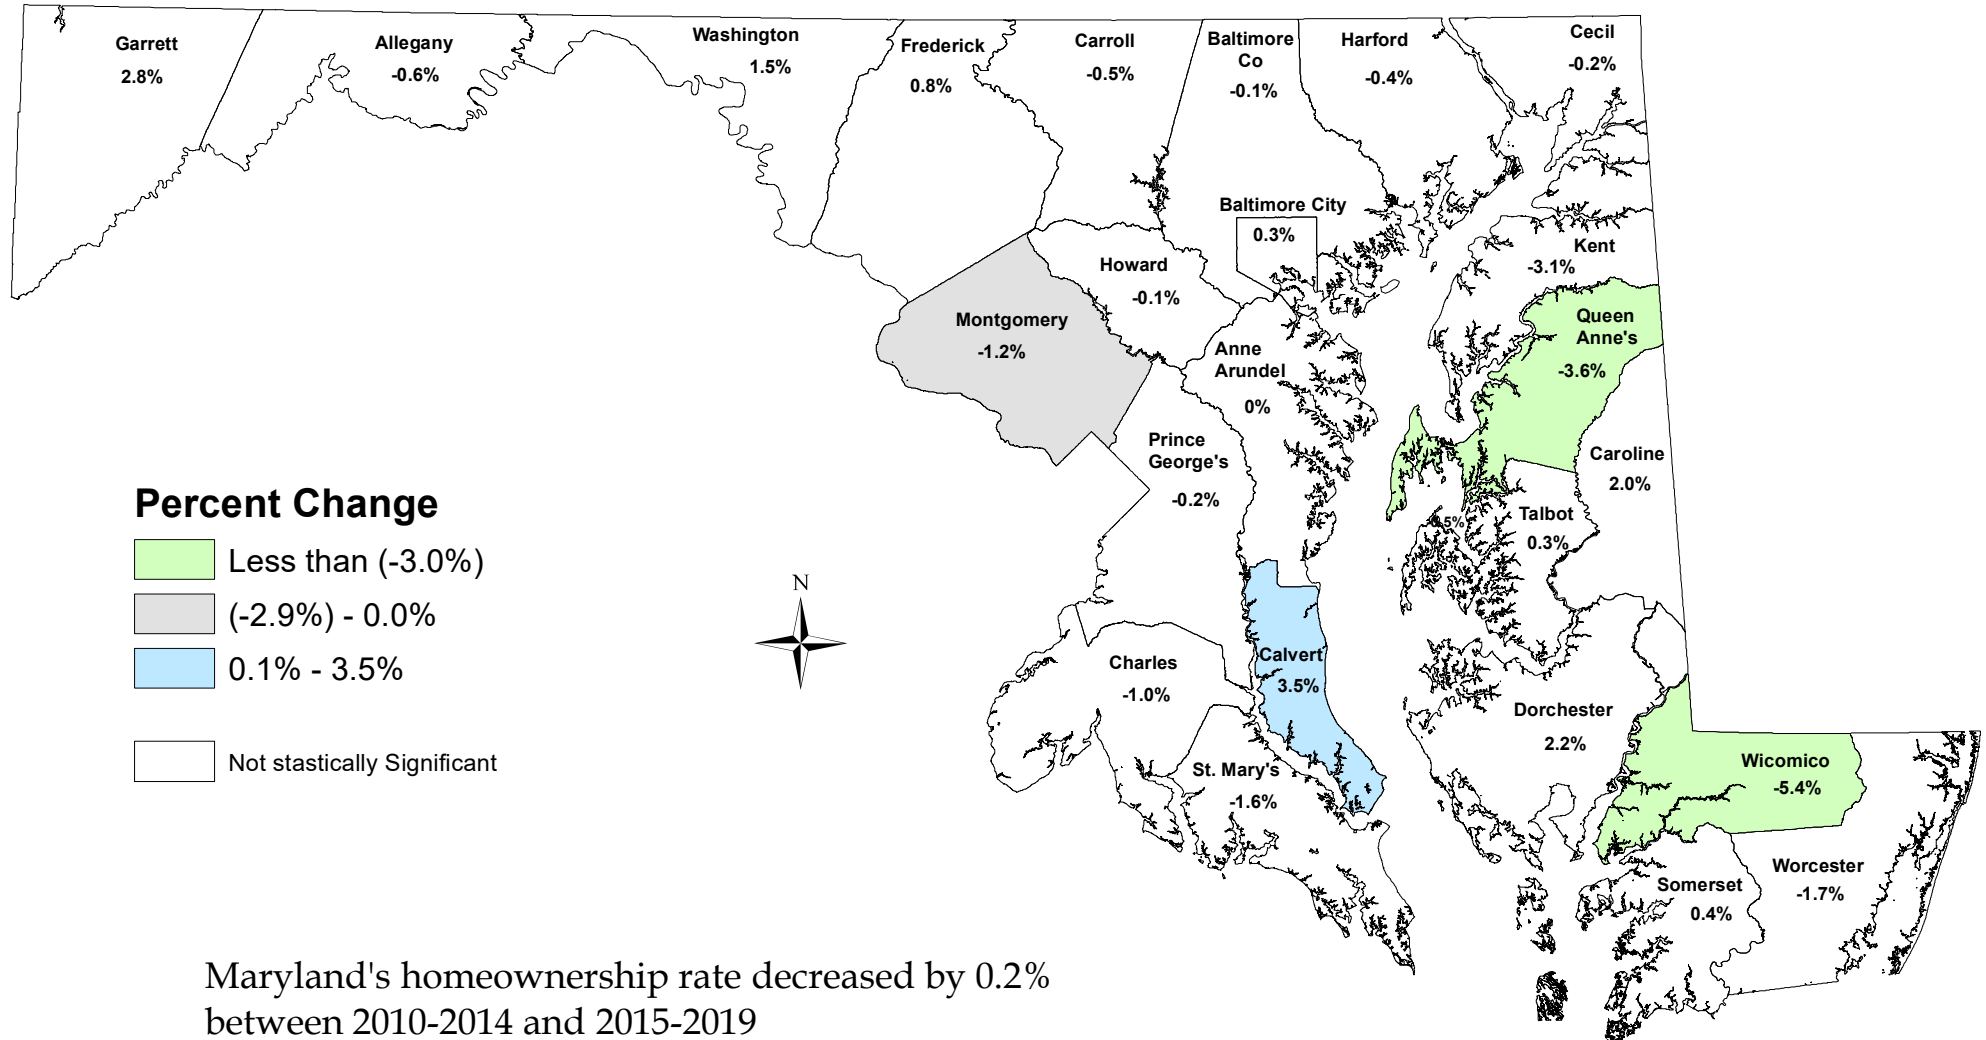 Garrett
2.8%
Allegany
-0.6%
Washington
1.5%
Frederick
0.8%
Carroll
-0.5%
Baltimore
Co
-0.1%
Harford
-0.4%
Cecil
-0.2%
Baltimore City
0.3%
Kent
-3.1%
Howard
-0.1%
Montgomery
-1.2%
Queen
Anne's
-3.6%
Anne
Arundel
0%
Prince
George's
-0.2%
Caroline
2.0%
Talbot
0.3%
Percent Change
Less than (-3.0%)
(-2.9%) - 0.0%
0.1% - 3.5%
Not stastically Significant
N
Charles
-1.0%
Calvert
3.5%
Dorchester
2.2%
St. Mary's
-1.6%
Wicomico
-5.4%
Worcester
-1.7%
Somerset
0.4%
Maryland's homeownership rate decreased by 0.2%
between 2010-2014 and 2015-2019